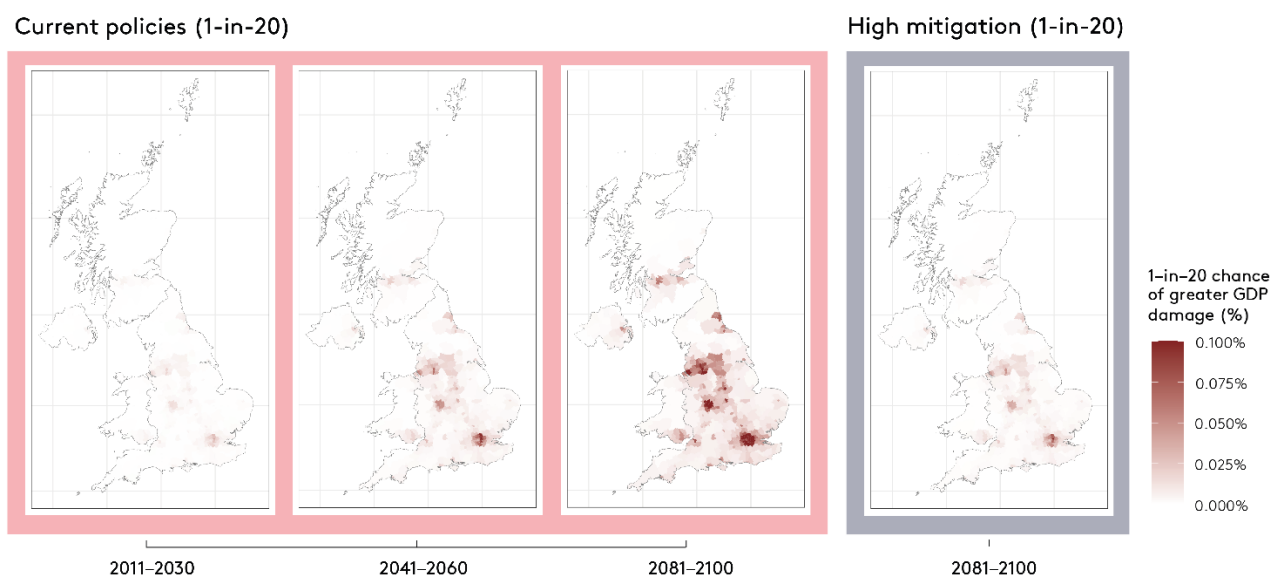 Current policies (1-in-20)
High mitigation (1-in-20)
1–in–20 chance
of greater GDP
damage (%)
0.100%
0.075%
0.050%
0.025%
0.000%
2011–2030
2041–2060
2081–2100
2081–2100